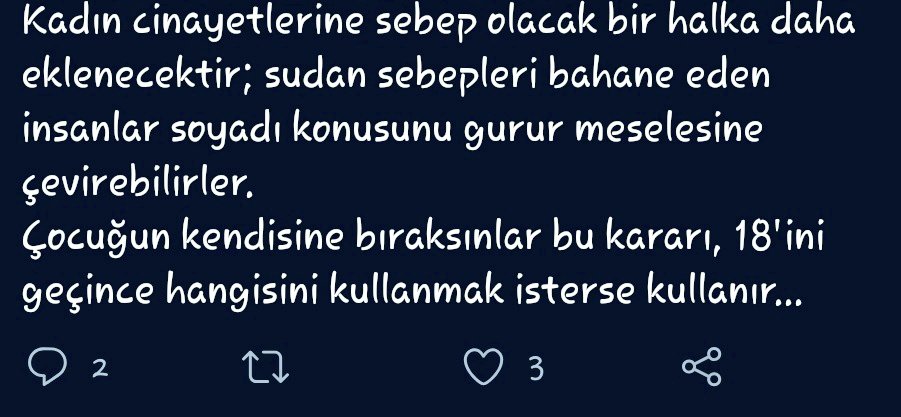 Kadın cinayetlerine sebep olacak bir halka daha
eklenecektir; sudan sebepleri bahane eden
insanlar soyadı konusunu gurur meselesine
çevirebilirler.
Çocuğun kendisine bıraksınlar bu kararı, 18'ini
geçince hangisini kullanmak isterse kullanır...
2 3